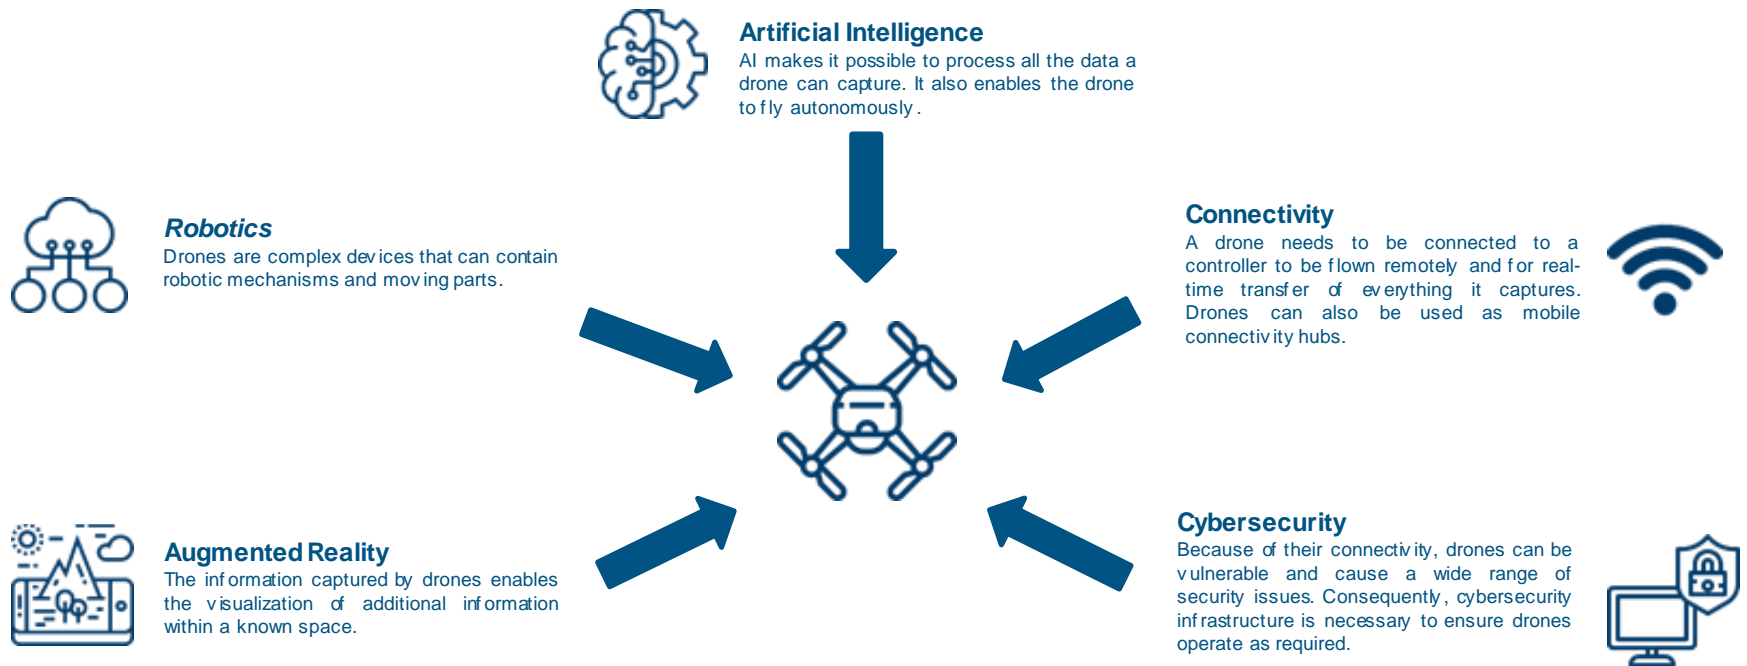 Artificial Intelligence
AI makes it possible to process all the data a
drone can capture. It also enables the drone
to fly autonomously.
Robotics
Drones are complex devices that can contain
robotic mechanisms and moving parts.
Connectivity
A drone needs to be connected to a
controller to be flown remotely and for real-
time transfer of everything it captures.
Drones can also be used as mobile
connectivity hubs.
Augmented Reality
The information captured by drones enables
the visualization of additional information
within a known space.
Cybersecurity
Because of their connectivity, drones can be
vulnerable and cause a wide range of
security issues. Consequently, cybersecurity
infrastructure is necessary to ensure drones
operate as required.